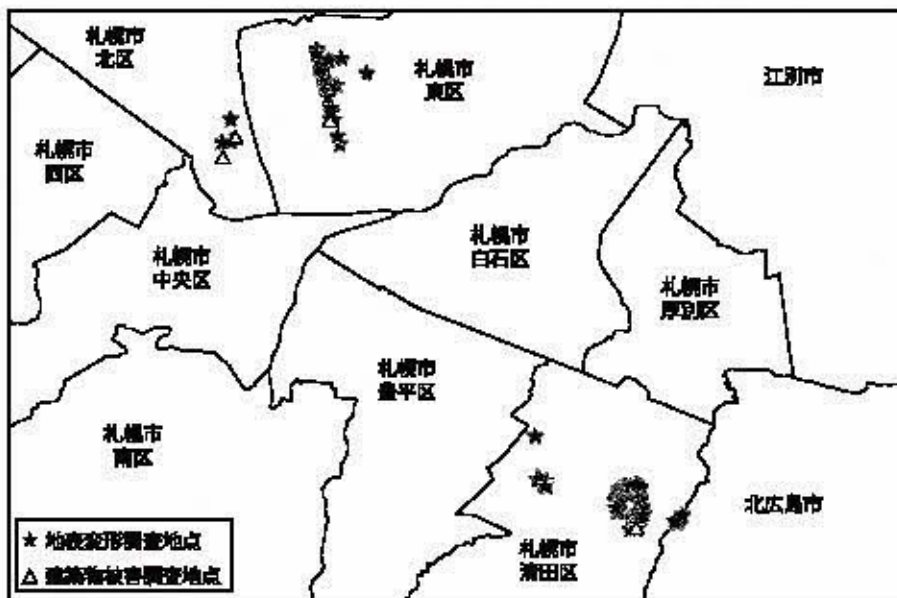 札幌市
北区
札幌市
東区
江別市
札幌市
西区
札幌市
中央区
札幌市
白石区
札幌市
厚別区
札幌市
豊平区
札幌市
南区
北広島市
札幌市
清田区
★ 地表変形調査地点
△ 建築物被害調査地点